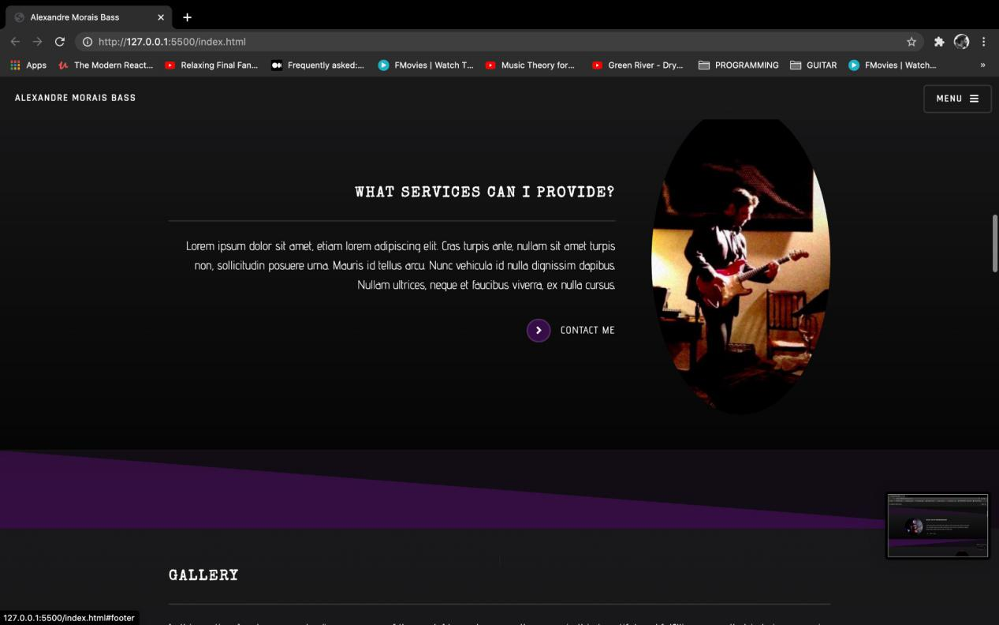 Alexandre Morais Bass
http://127.0.0.1:5500/index.html
Apps The Modern React... Relaxing Final Fan... Frequently asked:... FMovies | Watch T... Music Theory for... Green River - Dry... PROGRAMMING GUITAR FMovies | Watch... »
ALEXANDRE MORAIS BASS
MENU
WHAT SERVICES CAN I PROVIDE?
Lorem ipsum dolor sit amet, etiam lorem adipiscing elit. Cras turpis ante, nullam sit amet turpis
non, sollicitudin posuere urna. Mauris id tellus arcu. Nunc vehicula id nulla dignissim dapibus.
Nullam ultrices, neque et faucibus viverra, ex nulla cursus.
CONTACT ME
GALLERY
127.0.0.1:5500/index.html#footer